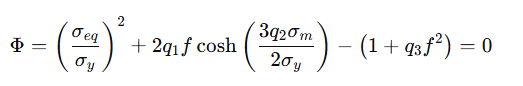 Φ = (σ_eq / σ_y)² + 2q₁f cosh (3q₂σ_m / 2σ_y) − (1 + q₃f²) = 0